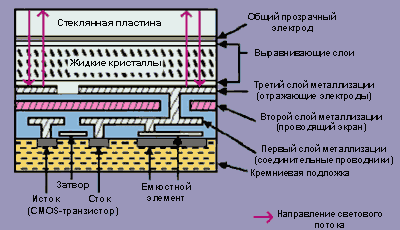 Стеклянная пластина
Общий прозрачный
электрод
Выравнивающие слои
Жидкие кристаллы
Третий слой металлизации
(отражающие электроды)
Второй слой металлизации
(проводящий экран)
Первый слой металлизации
(соединительные проводники)
Кремниевая подложка
Затвор
Исток
(CMOS-транзистор)
Сток
Емкостной
элемент
Направление светового
потока